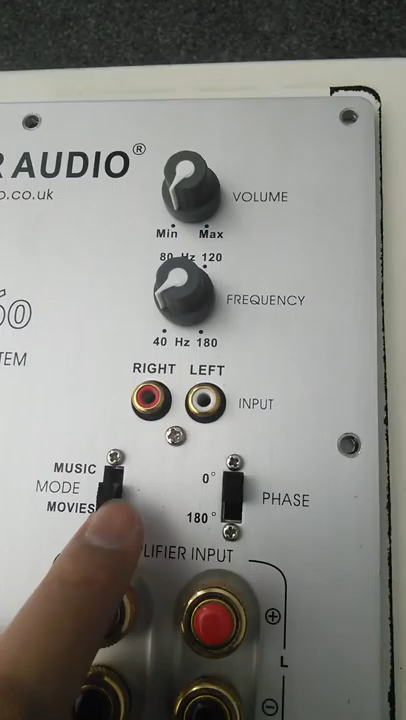 R AUDIO®
o.co.uk
VOLUME
Min Max
80 Hz 120
60
FREQUENCY
TEM
40 Hz 180
RIGHT LEFT
INPUT
MUSIC
MODE
MOVIES
0°
PHASE
180°
LIFIER INPUT
+
L
-